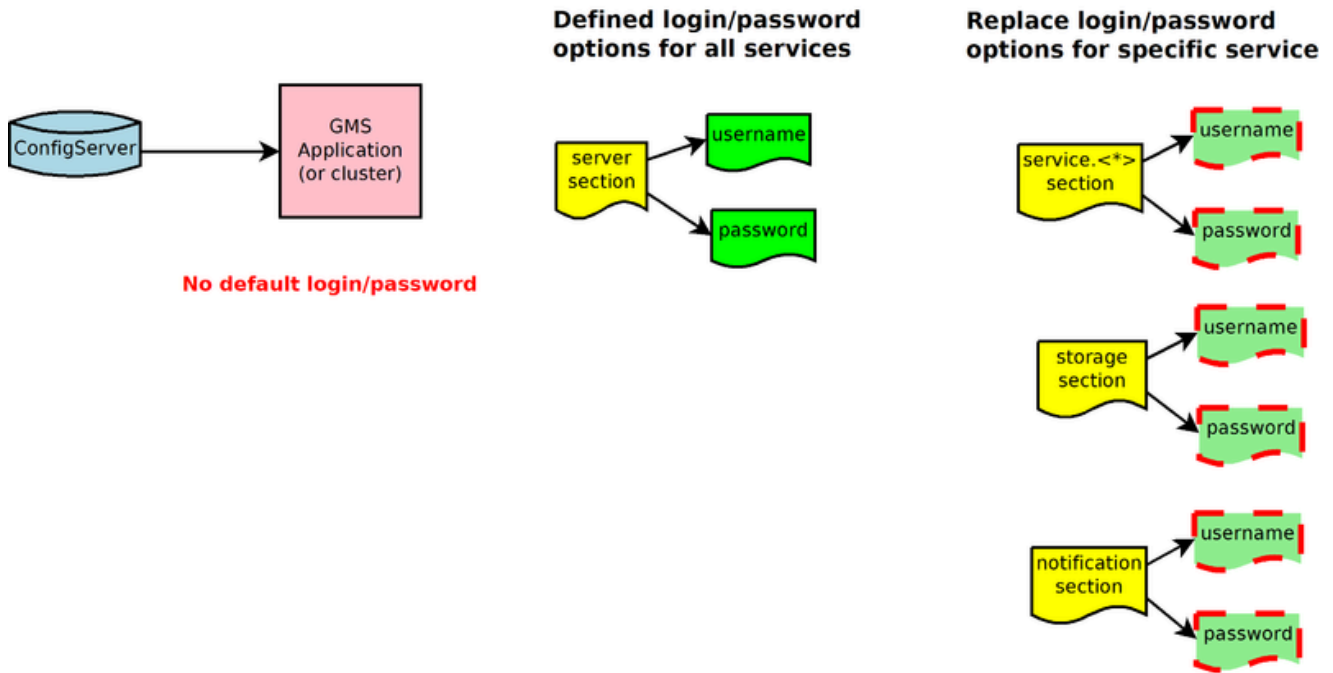 Defined login/password
options for all services
Replace login/password
options for specific service
ConfigServer
GMS
Application
(or cluster)
No default login/password
server
section
username
password
service.<*>
section
username
password
storage
section
username
password
notification
section
username
password